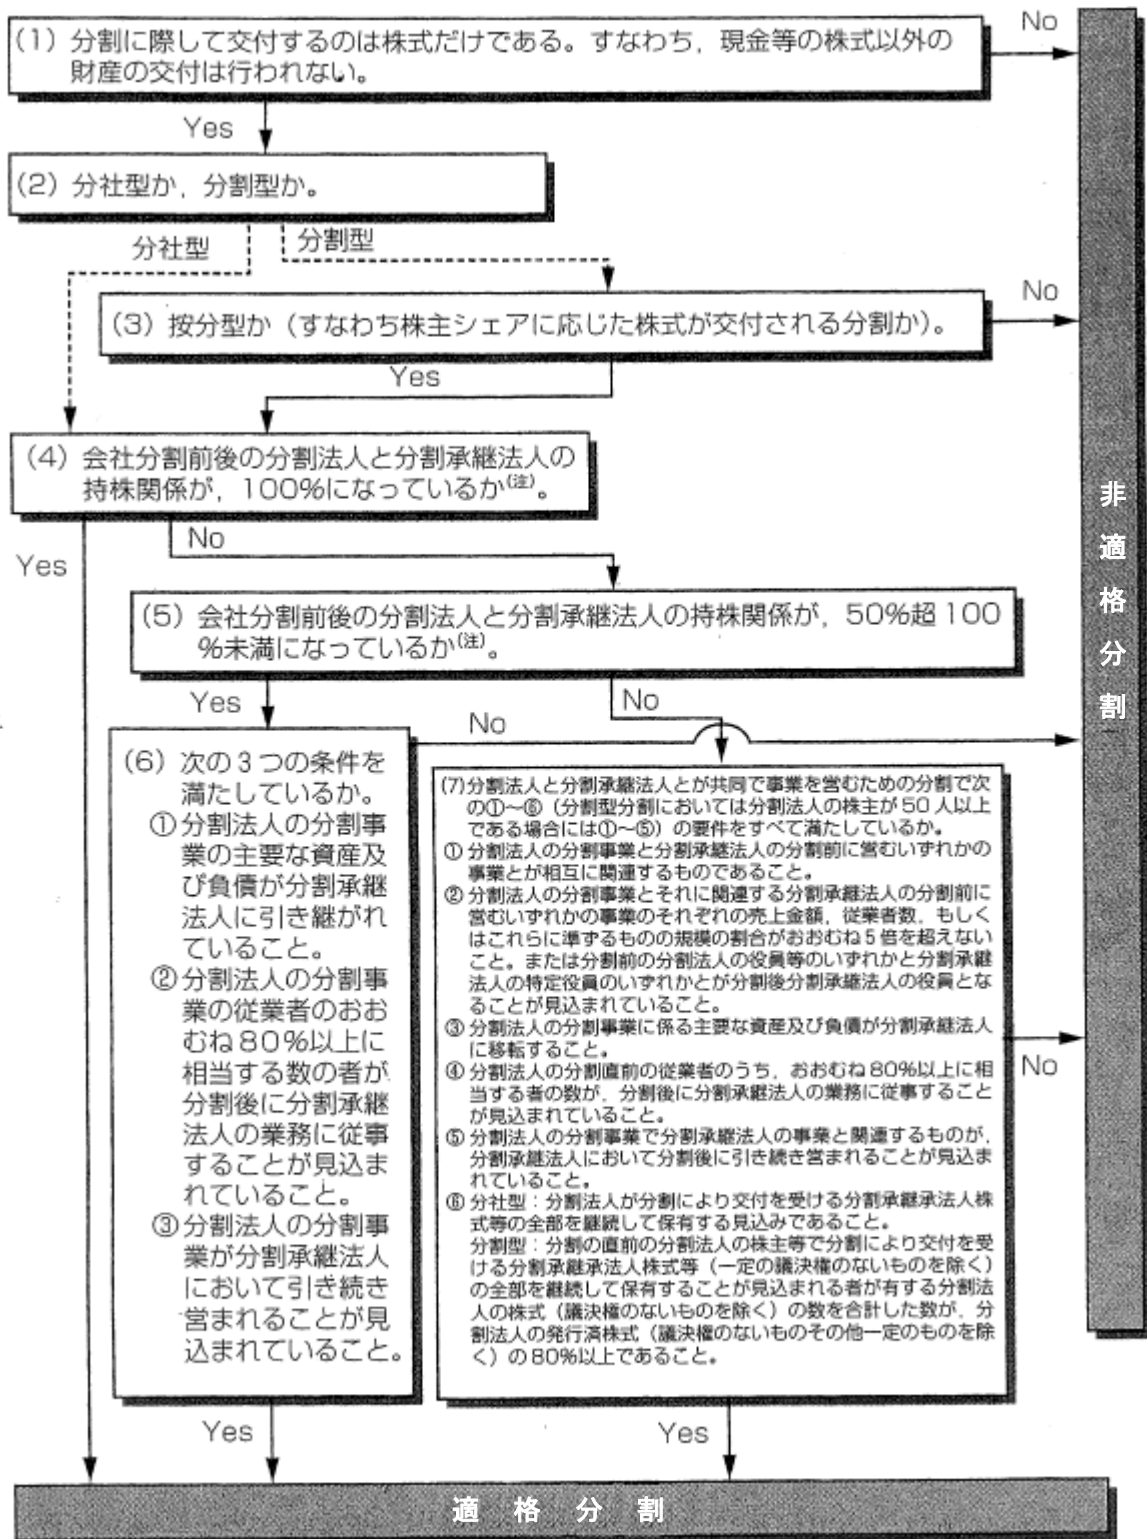 No
(1) 分割に際して交付するのは株式だけである。すなわち，現金等の株式以外の
財産の交付は行われない。
Yes
(2) 分社型か，分割型か。
分社型
分割型
No
(3) 按分型か（すなわち株主シェアに応じた株式が交付される分割か）。
Yes
(4) 会社分割前後の分割法人と分割承継法人の
持株関係が，100％になっているか(注)。
No
Yes
(5) 会社分割前後の分割法人と分割承継法人の持株関係が，50％超100
％未満になっているか(注)。
Yes
No
No
(6) 次の3つの条件を
満たしているか。
①分割法人の分割事
業の主要な資産及
び負債が分割承継
法人に引き継がれ
ていること。
②分割法人の分割事
業の従業者のおお
むね80％以上に
相当する数の者が
分割後に分割承継
法人の業務に従事
することが見込ま
れていること。
③分割法人の分割事
業が分割承継法人
において引き続き
営まれることが見
込まれていること。
(7)分割法人と分割承継法人とが共同で事業を営むための分割で次
の①～⑥（分割型分割においては分割法人の株主が50人以上
である場合には①～⑤）の要件をすべて満たしているか。
① 分割法人の分割事業と分割承継法人の分割前に営むいずれかの
事業とが相互に関連するものであること。
② 分割法人の分割事業とそれに関連する分割承継法人の分割前に
営むいずれかの事業のそれぞれの売上金額，従業者数，もしく
はこれらに準ずるものの規模の割合がおおむね5倍を超えない
こと。または分割前の分割法人の役員等のいずれかと分割承継
法人の特定役員のいずれかとが分割後分割承継法人の役員とな
ることが見込まれていること。
③ 分割法人の分割事業に係る主要な資産及び負債が分割承継法人
に移転すること。
④ 分割法人の分割直前の従業者のうち，おおむね80％以上に相
当する者の数が，分割後に分割承継法人の業務に従事すること
が見込まれていること。
⑤ 分割法人の分割事業で分割承継法人の事業と関連するものが，
分割承継法人において分割後に引き続き営まれることが見込ま
れていること。
⑥ 分社型：分割法人が分割により交付を受ける分割承継承法人株
式等の全部を継続して保有する見込みであること。
分割型：分割の直前の分割法人の株主等で分割により交付を受
ける分割承継承法人株式等（一定の議決権のないものを除く）
の全部を継続して保有することが見込まれる者が有する分割法
人の株式（議決権のないものを除く）の数を合計した数が，分
割法人の発行済株式（議決権のないものその他一定のものを除
く）の80％以上であること。
No
Yes
Yes
非適格分割
適格分割